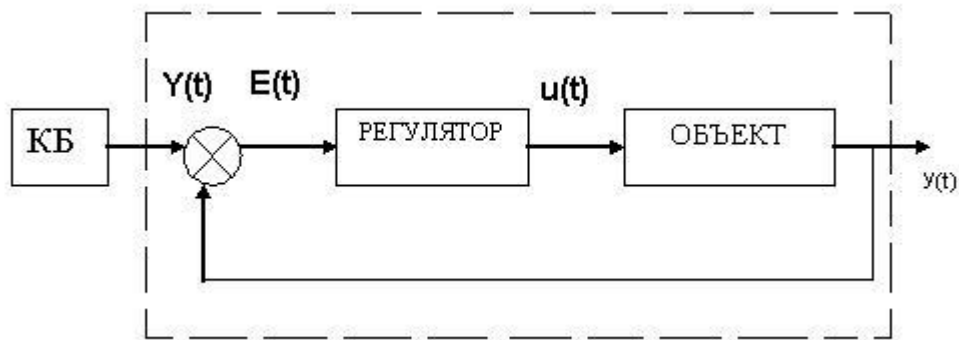 Y(t)
E(t)
u(t)
КБ
РЕГУЛЯТОР
ОБЪЕКТ
y(t)